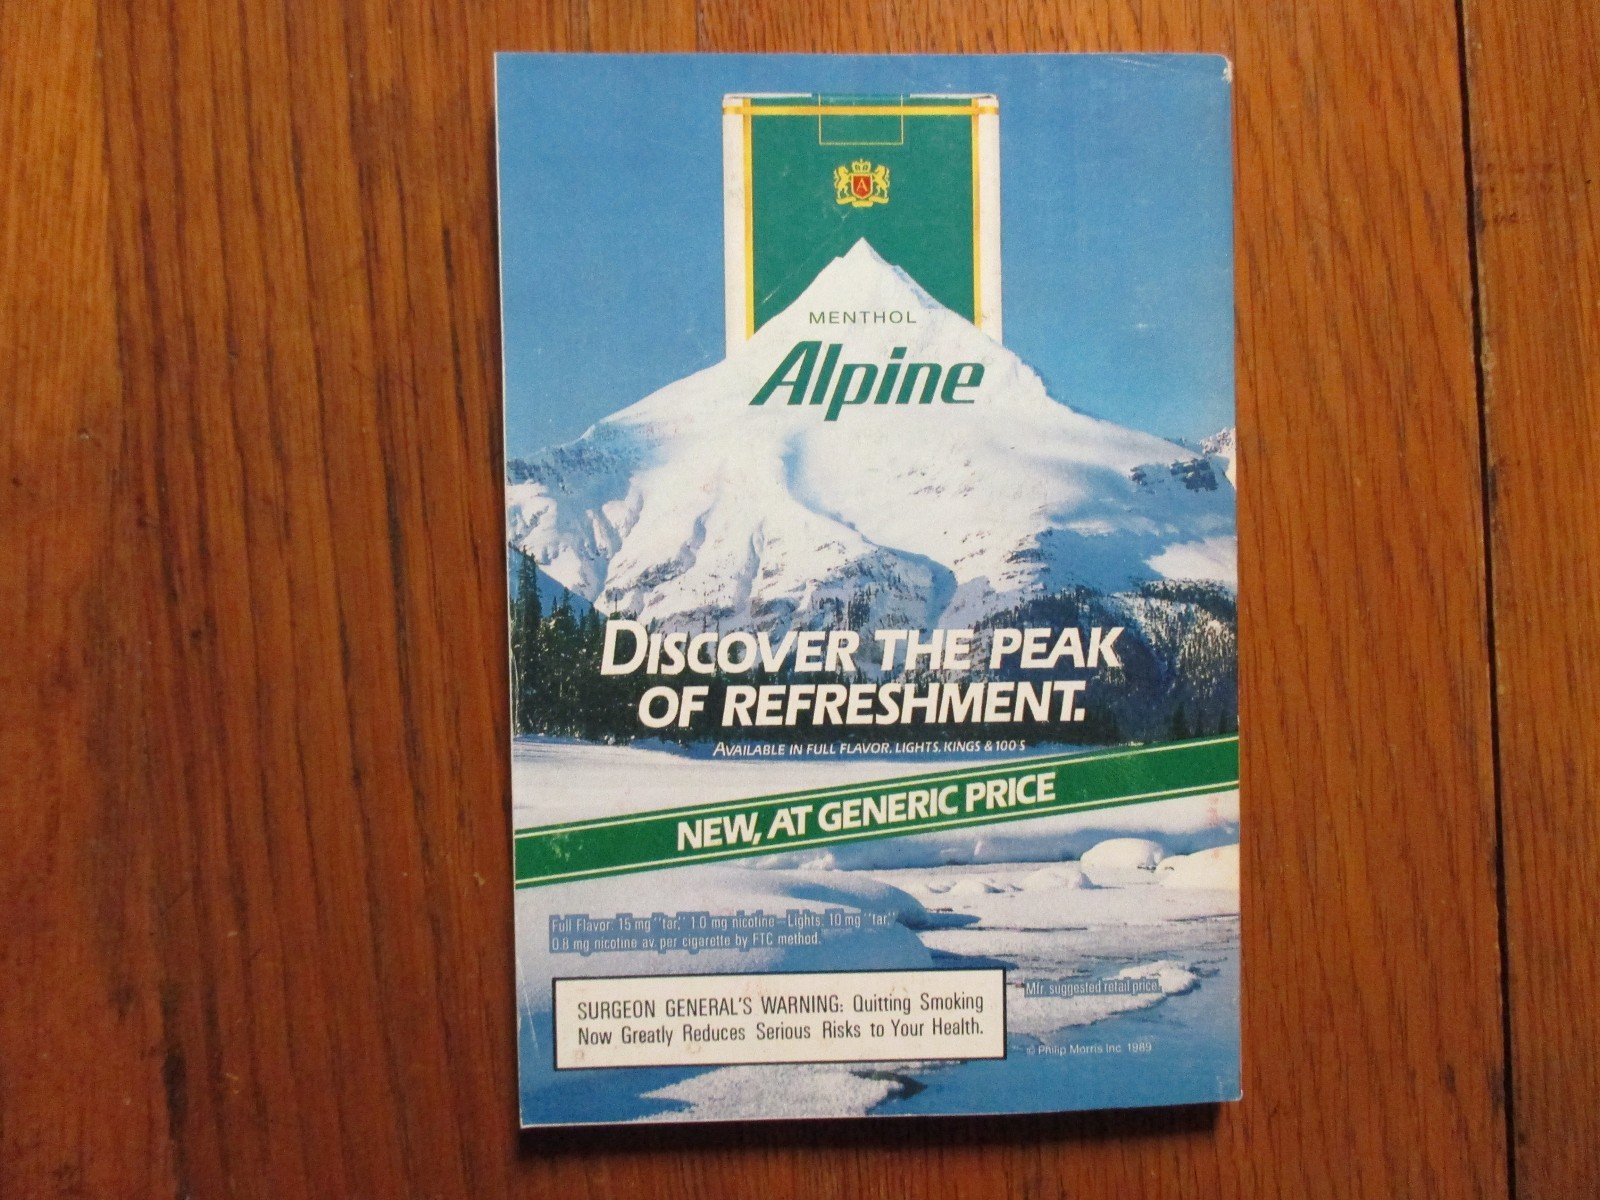 A
MENTHOL
Alpine
DISCOVER THE PEAK
OF REFRESHMENT.
AVAILABLE IN FULL FLAVOR, LIGHTS, KINGS & 100'S
NEW, AT GENERIC PRICE
Full Flavor: 15 mg "tar," 1.0 mg nicotine—Lights: 10 mg "tar,"
0.8 mg nicotine av. per cigarette by FTC method.
Mfr. suggested retail price.
SURGEON GENERAL'S WARNING: Quitting Smoking
Now Greatly Reduces Serious Risks to Your Health.
© Philip Morris Inc. 1989